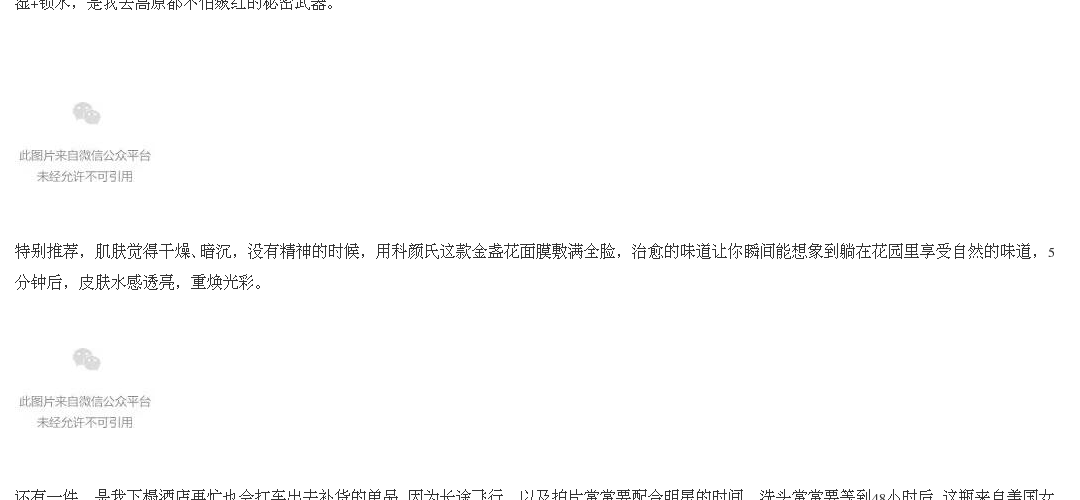 湿+锁水，是我去高原都不怕皴红的秘密武器。
此图片来自微信公众平台
未经允许不可引用
特别推荐，肌肤觉得干燥、暗沉，没有精神的时候，用科颜氏这款金盏花面膜敷满全脸，治愈的味道让你瞬间能想象到躺在花园里享受自然的味道，5
分钟后，皮肤水感透亮，重焕光彩。
此图片来自微信公众平台
未经允许不可引用
还有一件，是我下榻酒店再忙也会打车出去补货的单品。因为长途飞行，以及拍片常常要配合明星的时间，洗头常常要等到48小时后。这瓶来自美国女